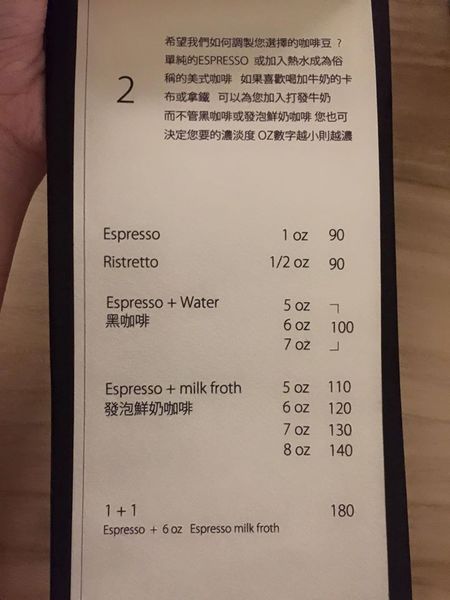 2
希望我們如何調製您選擇的咖啡豆 ?
單純的ESPRESSO 或加入熱水成為俗
稱的美式咖啡 如果喜歡喝加牛奶的卡
布或拿鐵 可以為您加入打發牛奶
而不管黑咖啡或發泡鮮奶咖啡 您也可
決定您要的濃淡度 OZ數字越小則越濃
Espresso 1 oz 90
Ristretto 1/2 oz 90
Espresso + Water 5 oz
黑咖啡 6 oz 100
7 oz
Espresso + milk froth 5 oz 110
發泡鮮奶咖啡 6 oz 120
7 oz 130
8 oz 140
1 + 1 180
Espresso + 6 oz Espresso milk froth